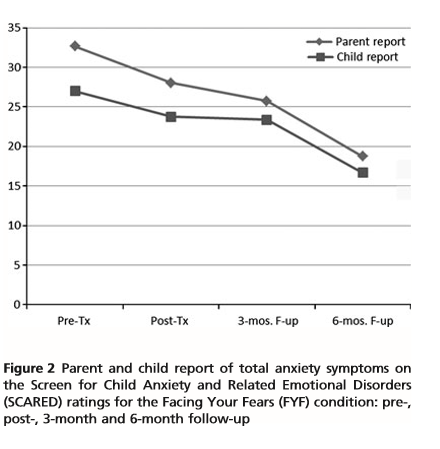 35
Parent report
Child report
30
25
20
15
10
5
0
Pre-Tx Post-Tx 3-mos. F-up 6-mos. F-up
Figure 2 Parent and child report of total anxiety symptoms on
the Screen for Child Anxiety and Related Emotional Disorders
(SCARED) ratings for the Facing Your Fears (FYF) condition: pre-,
post-, 3-month and 6-month follow-up